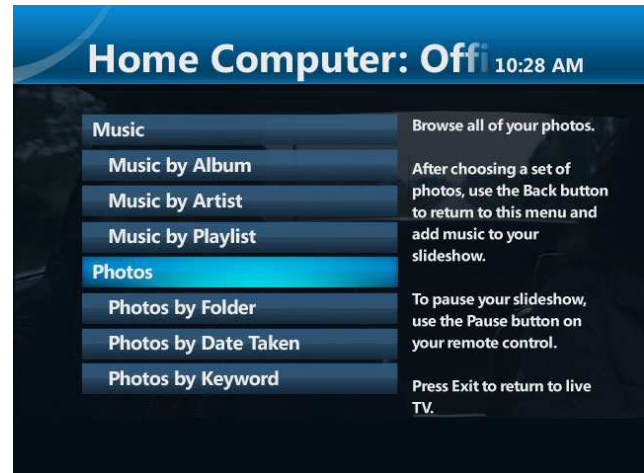 Home Computer: Offi
10:28 AM
Music
Music by Album
Music by Artist
Music by Playlist
Photos
Photos by Folder
Photos by Date Taken
Photos by Keyword
Browse all of your photos.
After choosing a set of
photos, use the Back button
to return to this menu and
add music to your
slideshow.
To pause your slideshow,
use the Pause button on
your remote control.
Press Exit to return to live
TV.